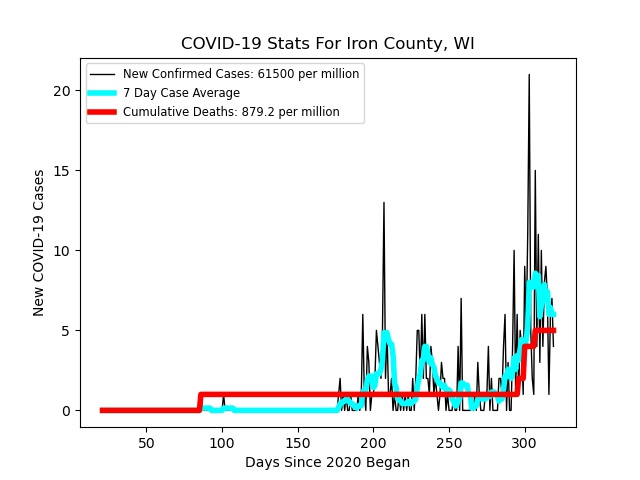 COVID-19 Stats For Iron County, WI
New Confirmed Cases: 61500 per million
7 Day Case Average
Cumulative Deaths: 879.2 per million
New COVID-19 Cases
20
15
10
5
0
50 100 150 200 250 300
Days Since 2020 Began